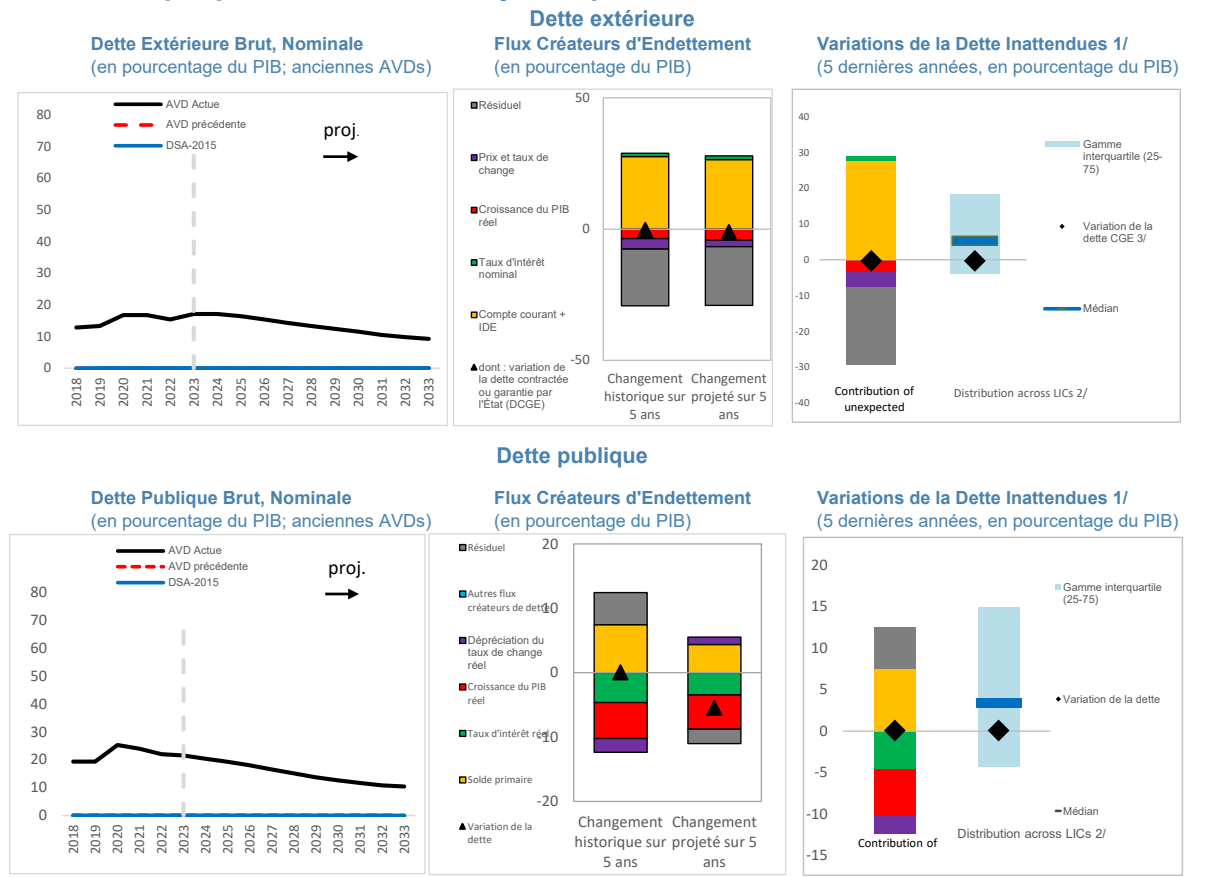 Dette extérieure
Dette Extérieure Brut, Nominale
(en pourcentage du PIB; anciennes AVDs)
Flux Créateurs d'Endettement
(en pourcentage du PIB)
Variations de la Dette Inattendues 1/
(5 dernières années, en pourcentage du PIB)
AVD Actue
AVD précédente
DSA-2015
proj.
80
70
60
50
40
30
20
10
0
2018
2019
2020
2021
2022
2023
2024
2025
2026
2027
2028
2029
2030
2031
2032
2033
Résiduel
Prix et taux de
change
Croissance du PIB
réel
Taux d'intérêt
nominal
Compte courant +
IDE
dont : variation de
la dette contractée
ou garantie par
l'État (DCGE)
50
0
-50
Changement
historique sur
5 ans
Changement
projeté sur 5
ans
40
30
20
10
0
-10
-20
-30
-40
Gamme
interquartile (25-
75)
Variation de la
dette CGE 3/
Médian
Contribution of
unexpected
Distribution across LICs 2/
Dette publique
Dette Publique Brut, Nominale
(en pourcentage du PIB; anciennes AVDs)
Flux Créateurs d'Endettement
(en pourcentage du PIB)
Variations de la Dette Inattendues 1/
(5 dernières années, en pourcentage du PIB)
AVD Actue
AVD précédente
DSA-2015
proj.
80
70
60
50
40
30
20
10
0
2018
2019
2020
2021
2022
2023
2024
2025
2026
2027
2028
2029
2030
2031
2032
2033
Résiduel
Autres flux
créateurs de dette
Dépréciation du
taux de change
réel
Croissance du PIB
réel
Taux d'intérêt réel
Solde primaire
Variation de la
dette
20
10
0
-10
-20
Changement
historique sur
5 ans
Changement
projeté sur 5
ans
20
15
10
5
0
-5
-10
-15
Gamme interquartile
(25-75)
Variation de la dette
Médian
Contribution of
Distribution across LICs 2/